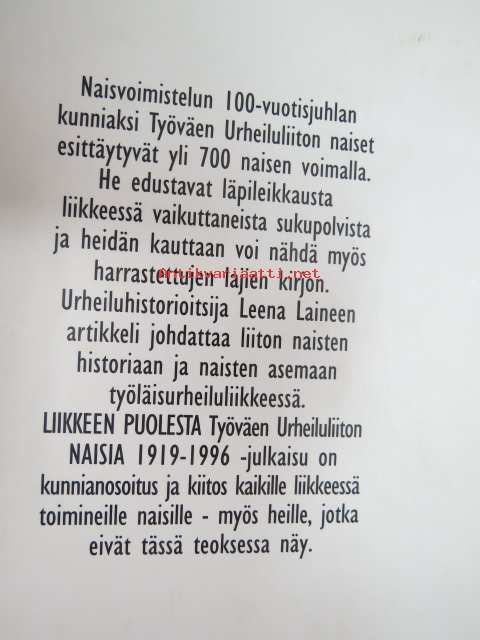 Naisvoimistelun 100-vuotisjuhlan
kunniaksi Työväen Urheiluliiton naiset
esittäytyvät yli 700 naisen voimalla.
He edustavat läpileikkausta
liikkeessä vaikuttaneista sukupolvista
ja heidän kauttaan voi nähdä myös
harrastettujen lajien kirjon.
Antikvariaatti.net
Urheiluhistorioitsija Leena Laineen
artikkeli johdattaa liiton naisten
historiaan ja naisten asemaan
työläisurheiluliikkeessä.
LIIKKEEN PUOLESTA Työväen Urheiluliiton
NAISIA 1919-1996 -julkaisu on
kunnianosoitus ja kiitos kaikille liikkeessä
toimineille naisille - myös heille, jotka
eivät tässä teoksessa näy.